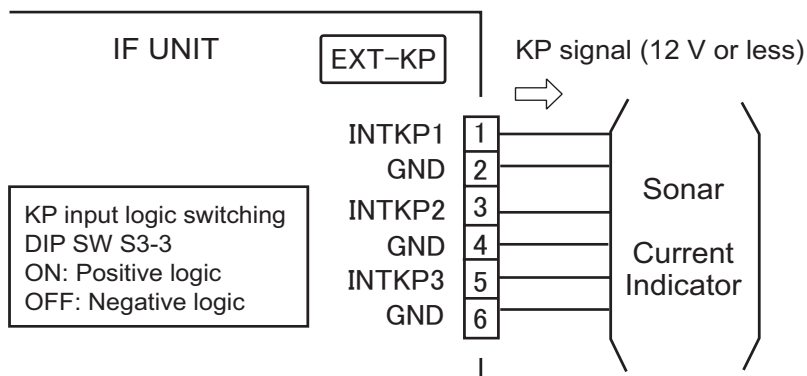 IF UNIT
EXT-KP
KP signal (12 V or less)
INTKP1 1
GND 2
INTKP2 3
GND 4
INTKP3 5
GND 6
KP input logic switching
DIP SW S3-3
ON: Positive logic
OFF: Negative logic
Sonar
Current
Indicator